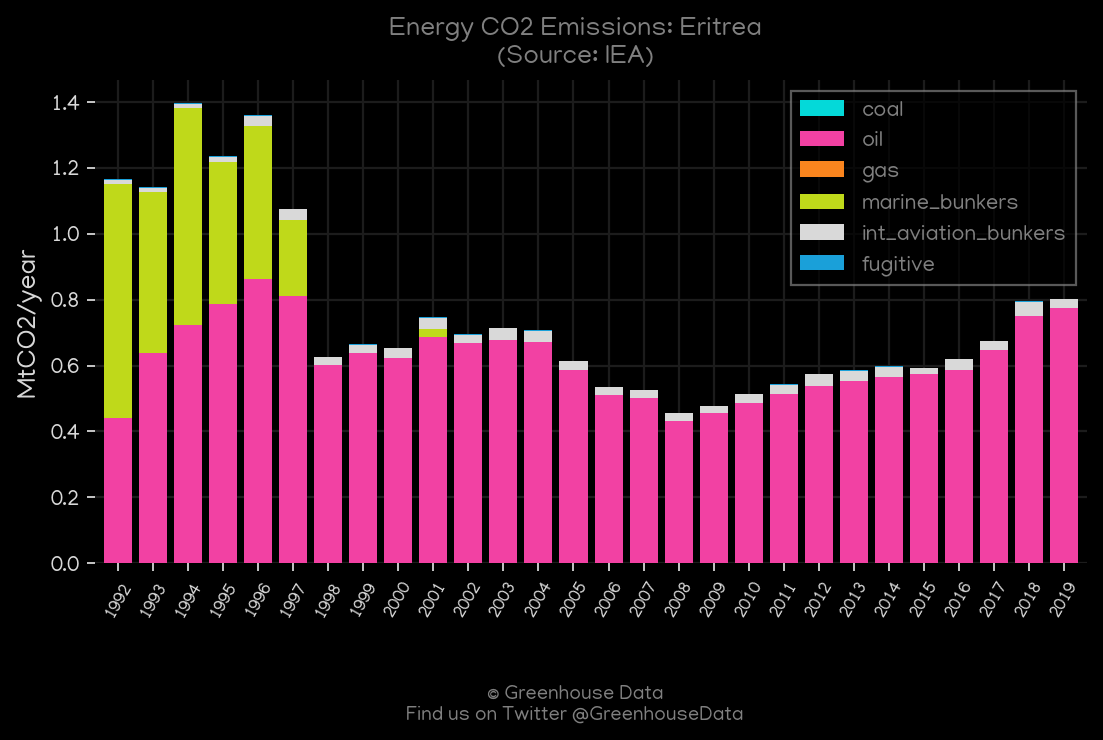 Energy CO2 Emissions: Eritrea
(Source: IEA)
coal
oil
gas
marine_bunkers
int_aviation_bunkers
fugitive
MtCO2/year
1.4
1.2
1.0
0.8
0.6
0.4
0.2
0.0
1992 1993 1994 1995 1996 1997 1998 1999 2000 2001 2002 2003 2004 2005 2006 2007 2008 2009 2010 2011 2012 2013 2014 2015 2016 2017 2018 2019
© Greenhouse Data
Find us on Twitter @GreenhouseData